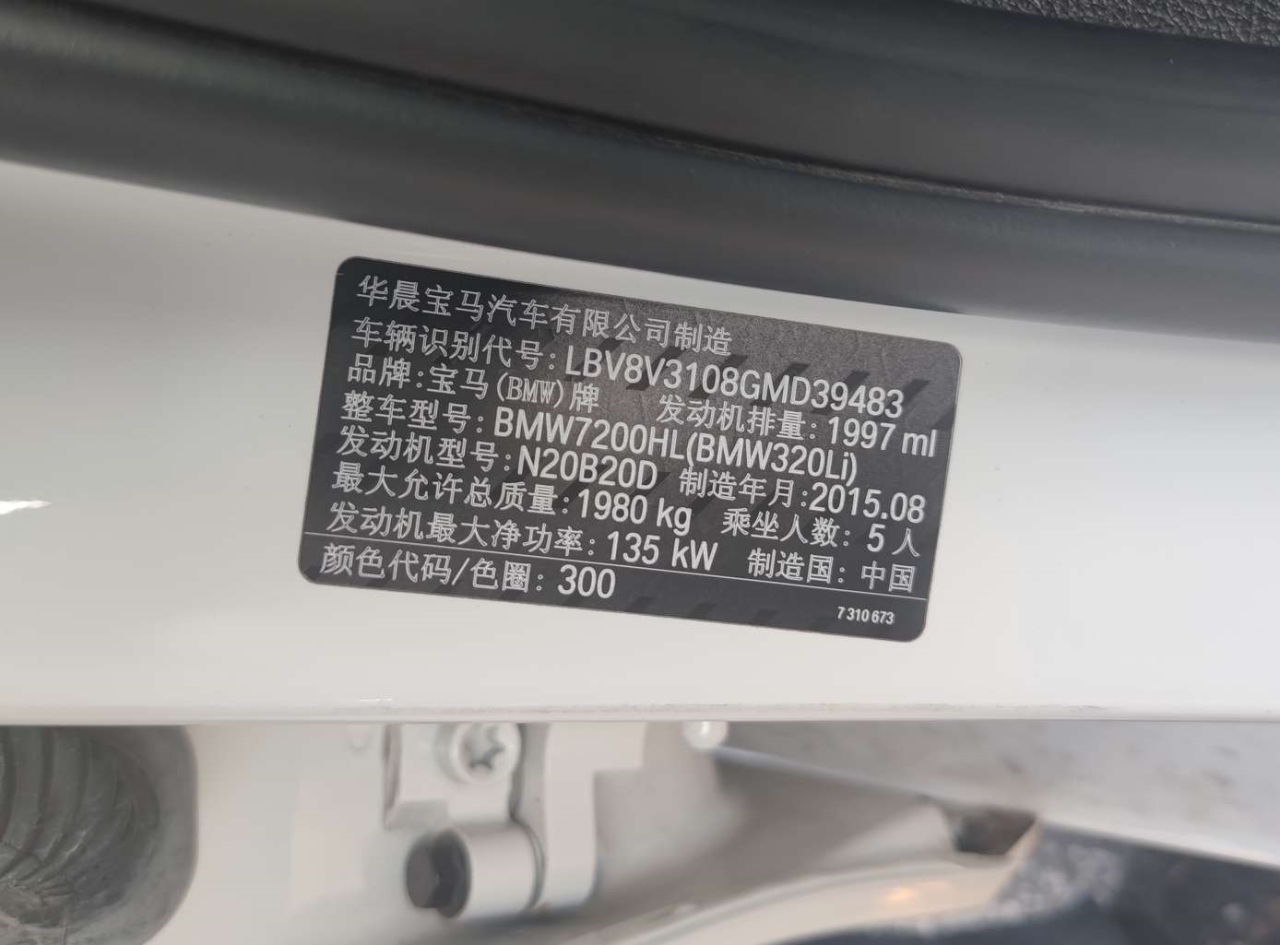 华晨宝马汽车有限公司制造
车辆识别代号: LBV8V3108GMD39483
品牌: 宝马(BMW)牌 发动机排量: 1997 ml
整车型号: BMW7200HL(BMW320Li)
发动机型号: N20B20D 制造年月: 2015.08
最大允许总质量: 1980 kg 乘坐人数: 5 人
发动机最大净功率: 135 kW 制造国: 中国
颜色代码/色圈: 300
7 310 673